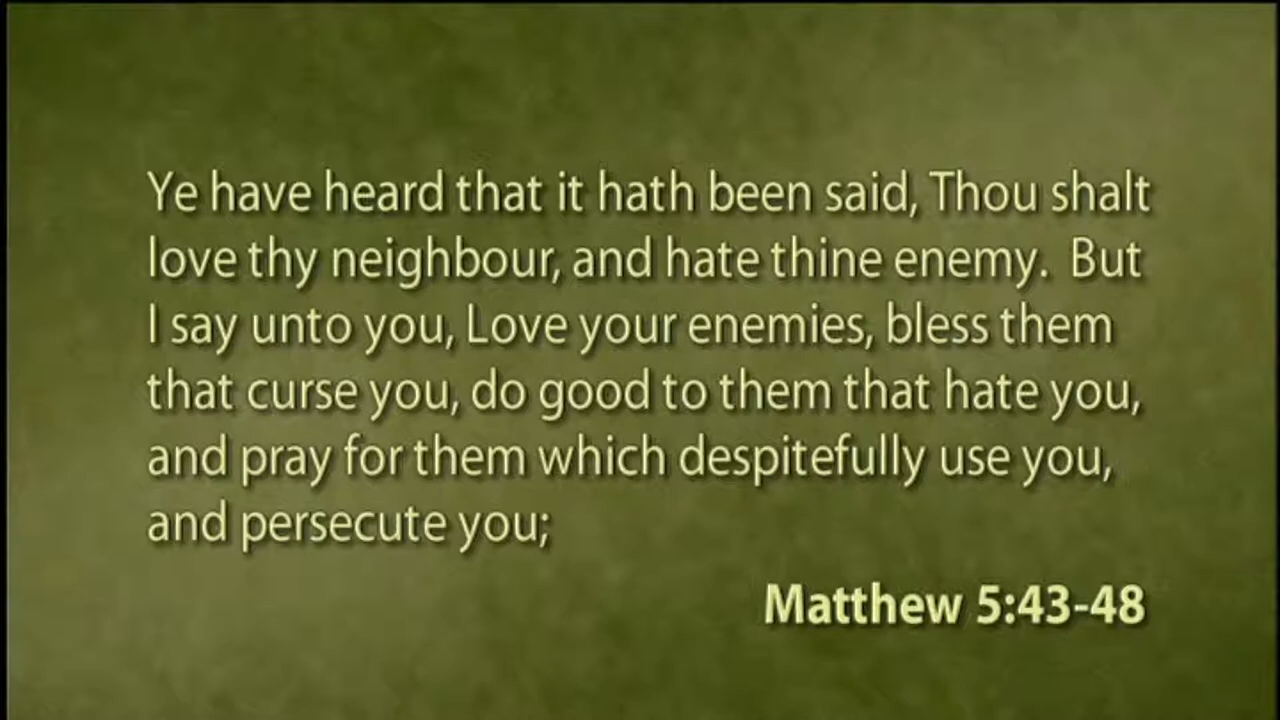 Ye have heard that it hath been said, Thou shalt
love thy neighbour, and hate thine enemy.  But
I say unto you, Love your enemies, bless them
that curse you, do good to them that hate you,
and pray for them which despitefully use you,
and persecute you;
Matthew 5:43-48